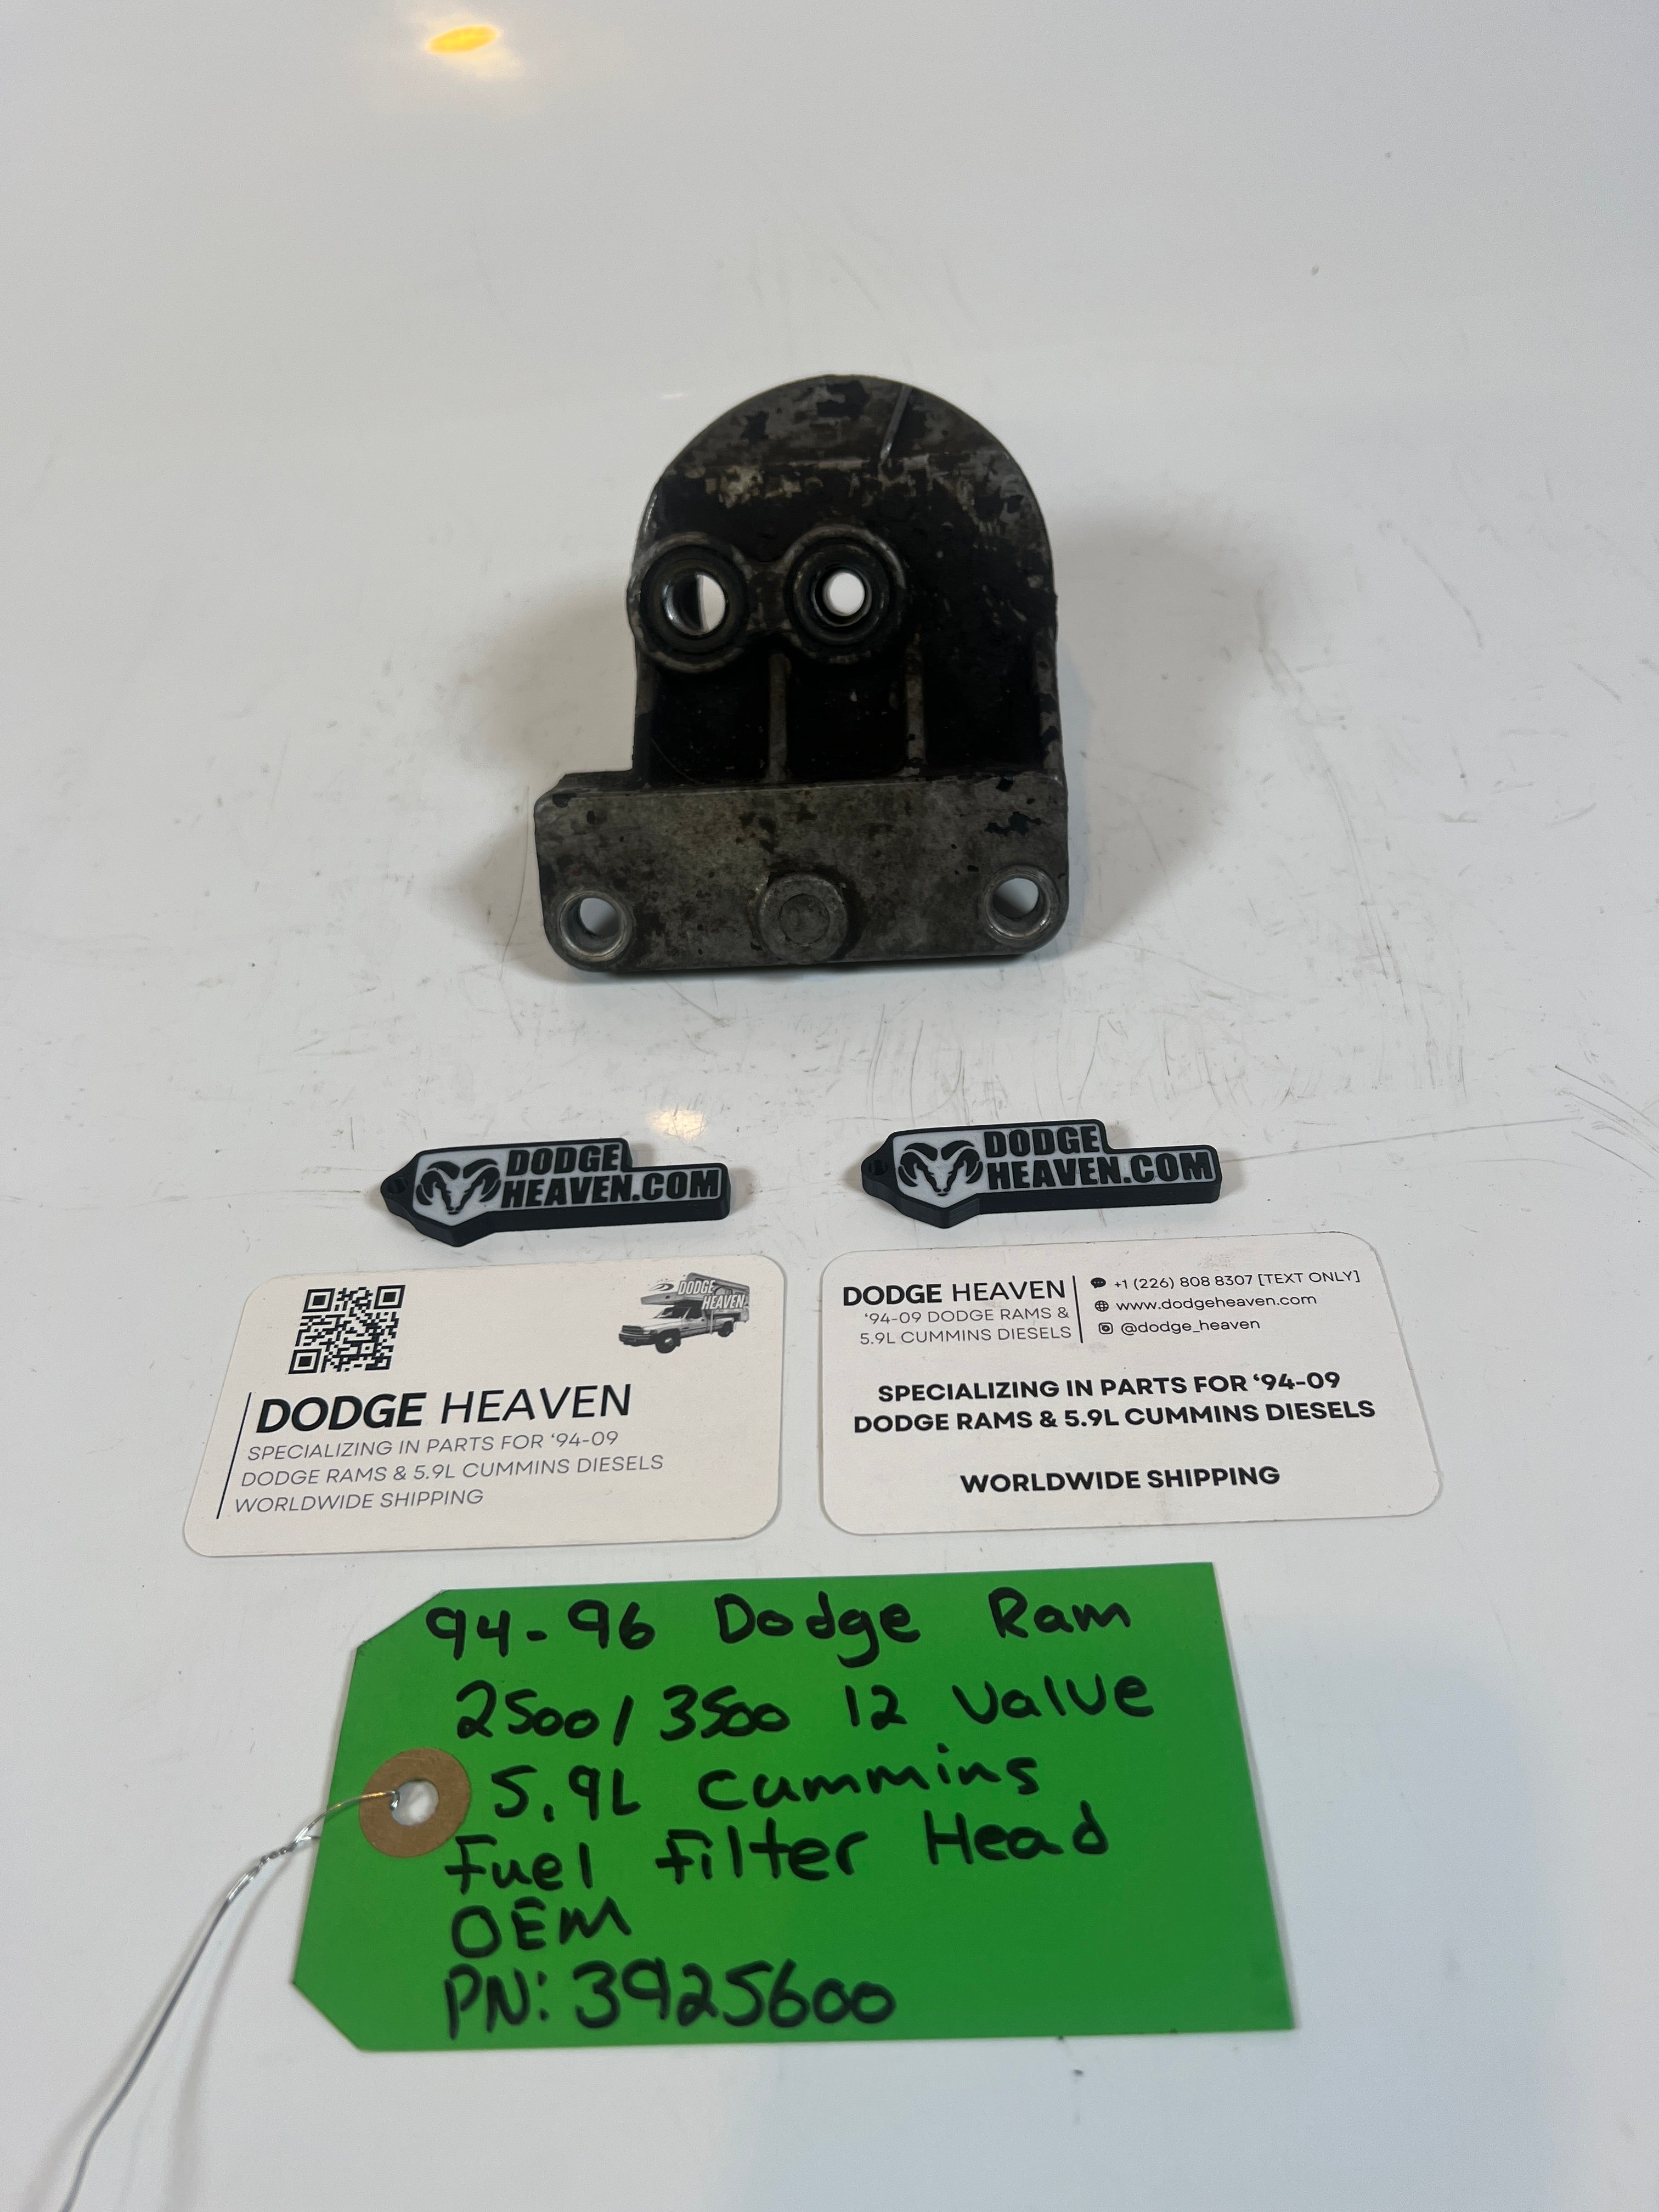 DODGE
HEAVEN.COM
DODGE
HEAVEN.COM
DODGE
HEAVEN
DODGE HEAVEN
SPECIALIZING IN PARTS FOR ‘94-09
DODGE RAMS & 5.9L CUMMINS DIESELS
WORLDWIDE SHIPPING
DODGE HEAVEN
‘94-09 DODGE RAMS &
5.9L CUMMINS DIESELS
+1 (226) 808 8307 [TEXT ONLY]
www.dodgeheaven.com
@dodge_heaven
SPECIALIZING IN PARTS FOR ‘94-09
DODGE RAMS & 5.9L CUMMINS DIESELS
WORLDWIDE SHIPPING
94-96 Dodge Ram
2500/3500 12 Valve
5.9L Cummins
Fuel Filter Head
OEM
PN: 3925600